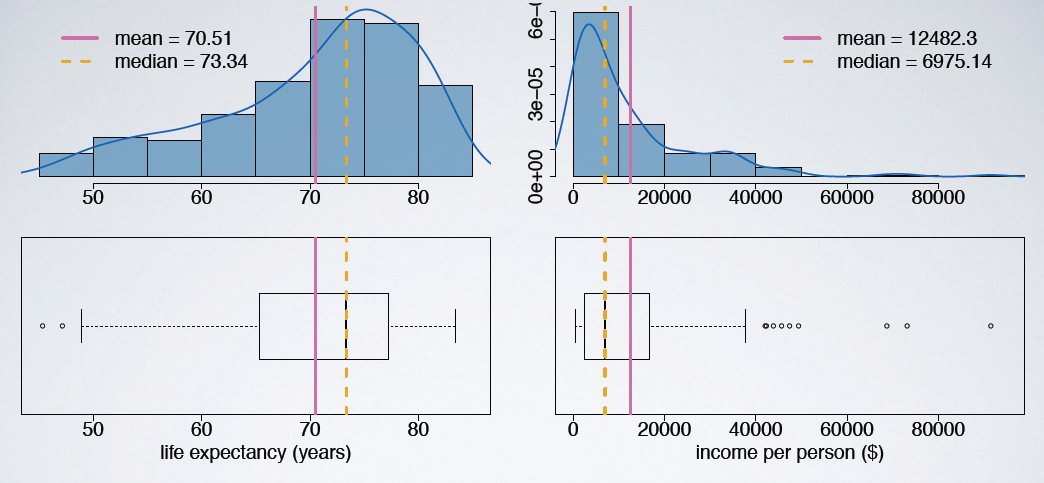 mean = 70.51
median = 73.34
50 60 70 80
mean = 12482.3
median = 6975.14
0e+00 3e-05
0 20000 40000 60000 80000
50 60 70 80
life expectancy (years)
0 20000 40000 60000 80000
income per person ($)